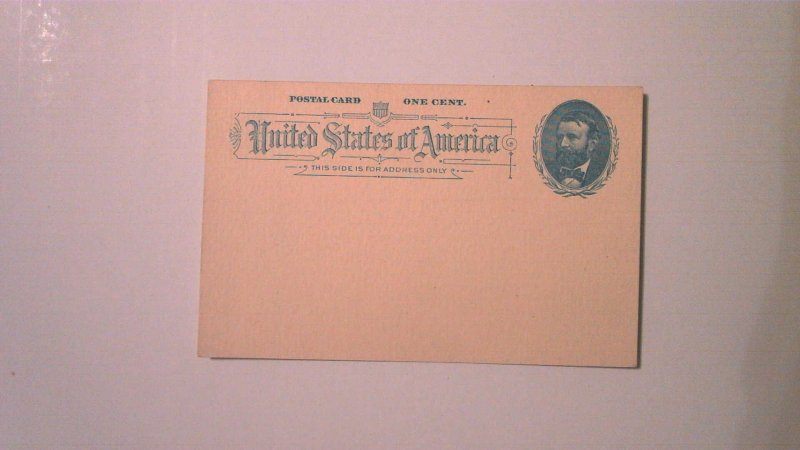 POSTAL CARD ONE CENT.
United States of America
THIS SIDE IS FOR ADDRESS ONLY